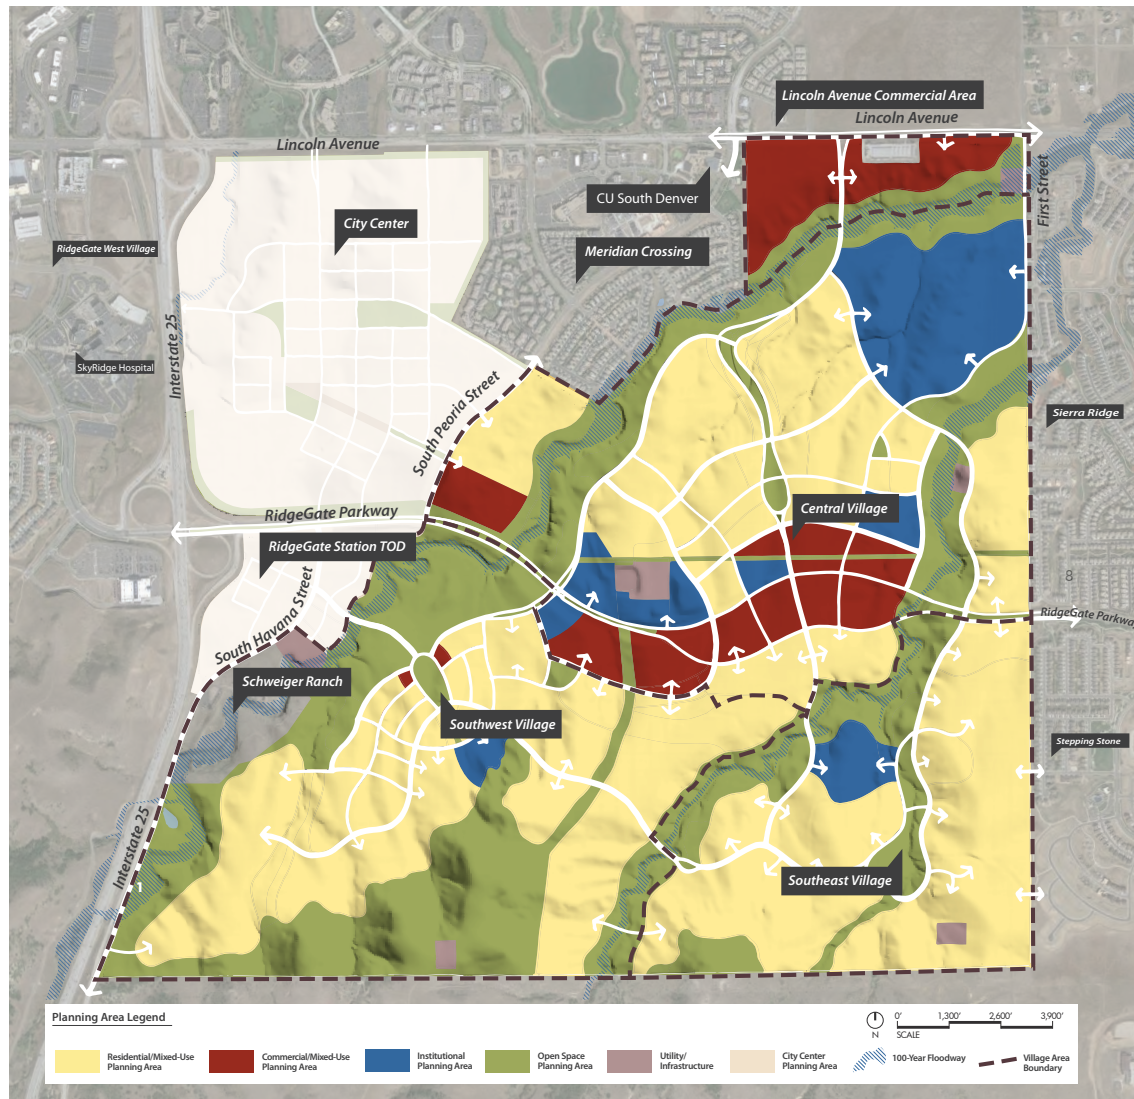 Lincoln Avenue Commercial Area
Lincoln Avenue
Lincoln Avenue
First Street
CU South Denver
City Center
Meridian Crossing
RidgeGate West Village
Interstate 25
SkyRidge Hospital
South Peoria Street
Sierra Ridge
RidgeGate Parkway
Central Village
RidgeGate Station TOD
8
South Havana Street
RidgeGate Parkway
Schweiger Ranch
Southwest Village
Stepping Stone
Interstate 25
1
Southeast Village
Planning Area Legend
N
SCALE
0' 1,300' 2,600' 3,900'
Residential/Mixed-Use
Planning Area
Commercial/Mixed-Use
Planning Area
Institutional
Planning Area
Open Space
Planning Area
Utility/
Infrastructure
City Center
Planning Area
100-Year Floodway
Village Area
Boundary